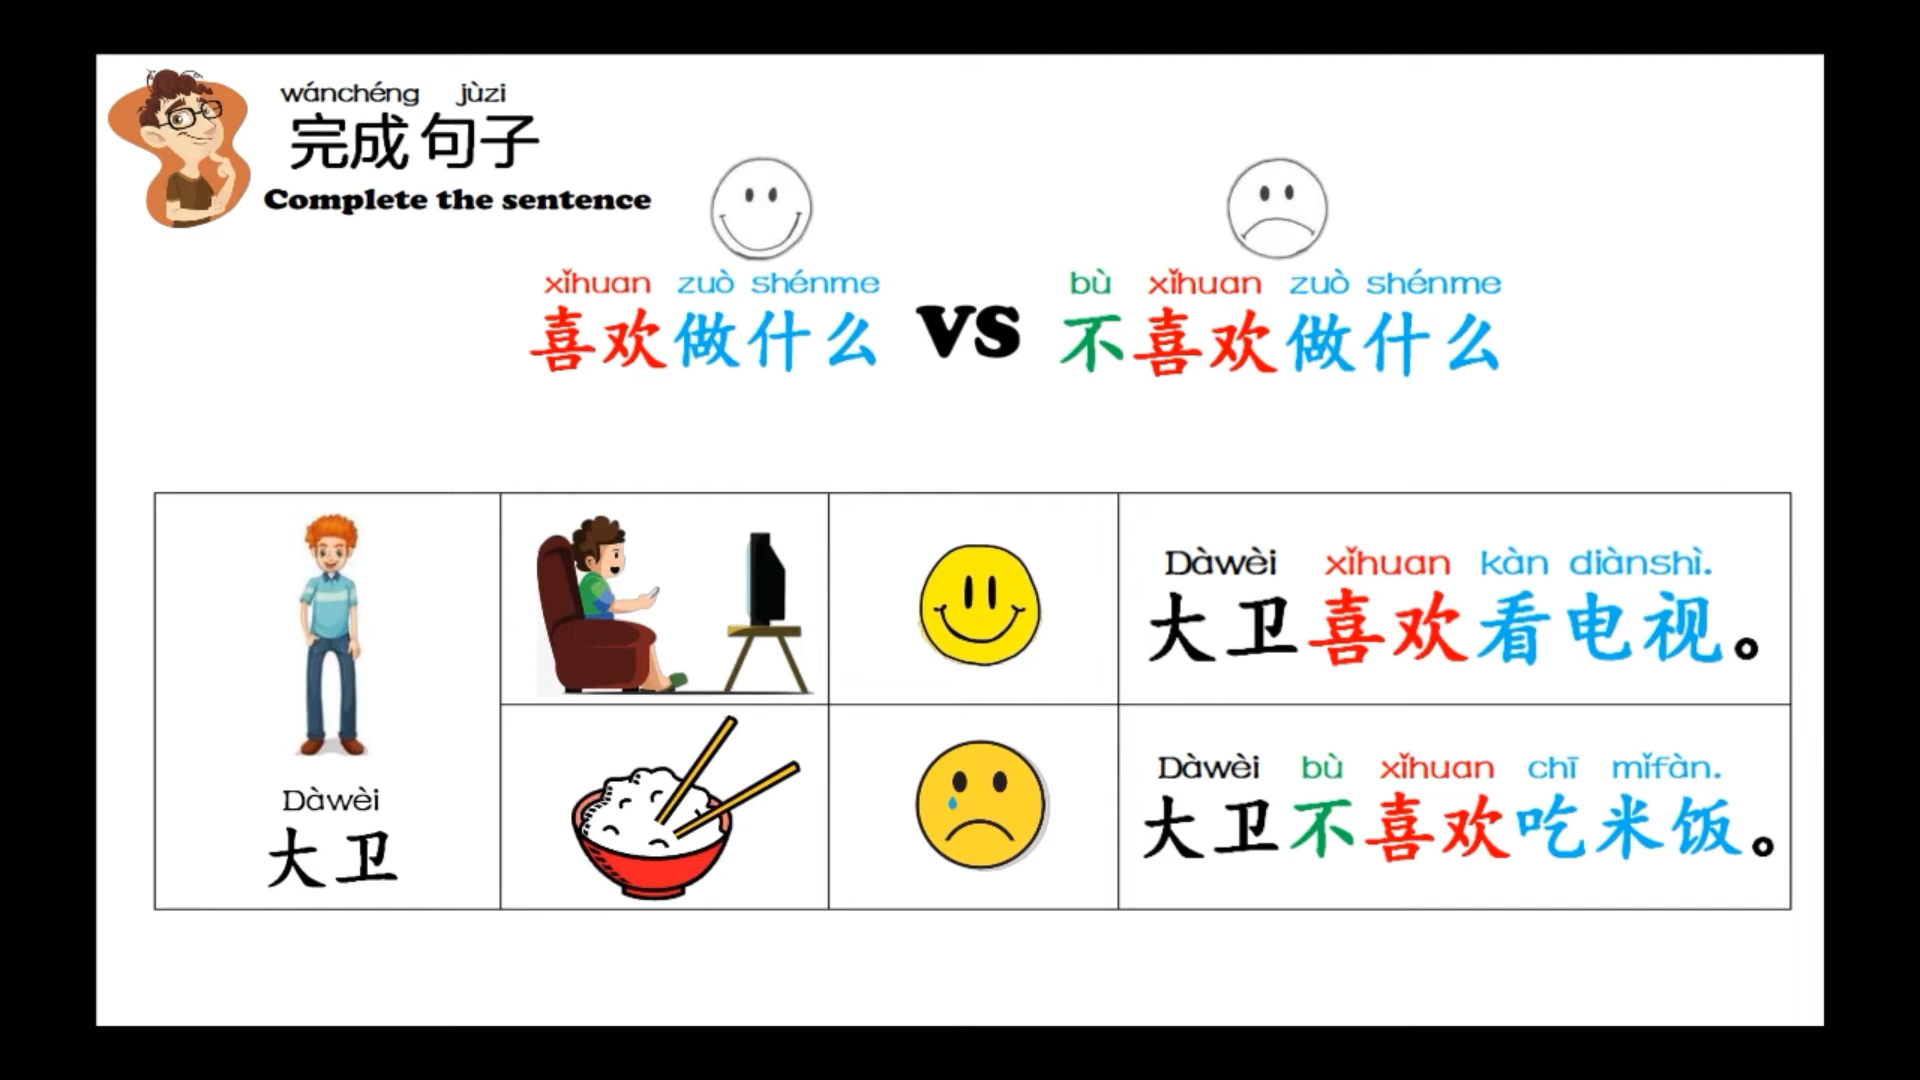 wánchéng jùzi
完成句子
Complete the sentence
xǐhuan zuò shénme
喜欢做什么
vs
bù xǐhuan zuò shénme
不喜欢做什么
Dàwèi
大卫
Dàwèi xǐhuan kàn diànshì.
大卫喜欢看电视。
Dàwèi bù xǐhuan chī mǐfàn.
大卫不喜欢吃米饭。